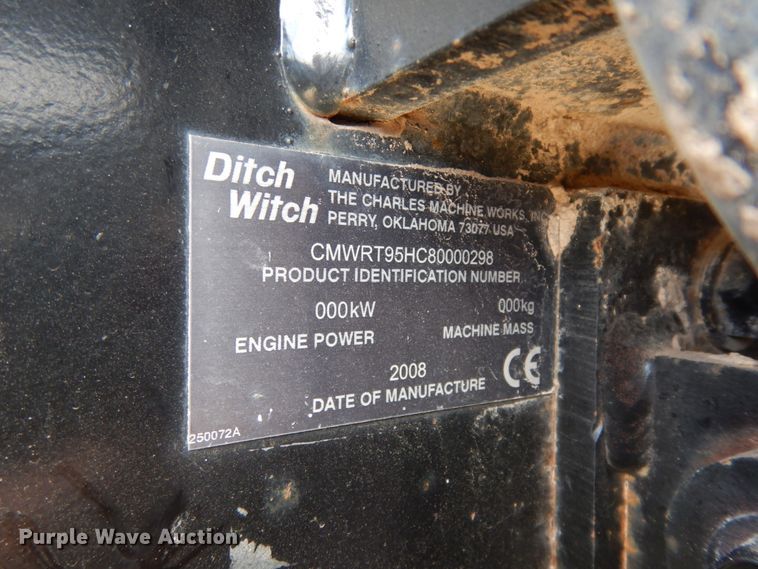 Ditch
Witch
MANUFACTURED BY
THE CHARLES MACHINE WORKS, INC
PERRY, OKLAHOMA 73077 USA
CMWRT95HC80000298
PRODUCT IDENTIFICATION NUMBER
000kW
000kg
ENGINE POWER
MACHINE MASS
2008
DATE OF MANUFACTURE
CE
250072A
Purple Wave Auction